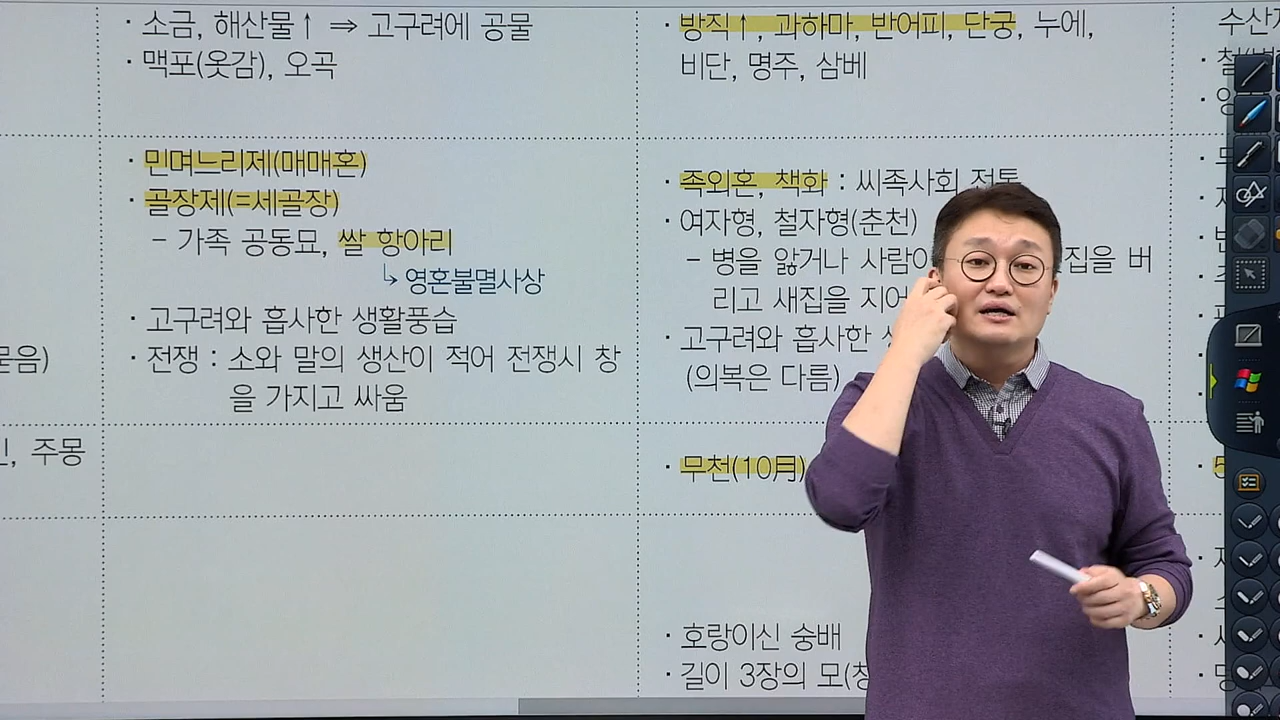 · 소금, 해산물↑ ⇒ 고구려에 공물
· 맥포(옷감), 오곡
· 민며느리제(매매혼)
· 골장제(=세골장)
– 가족 공동묘, 쌀 항아리
↳ 영혼불멸사상
· 고구려와 흡사한 생활풍습
· 전쟁 : 소와 말의 생산이 적어 전쟁시 창
을 가지고 싸움
, 주몽
· 방직↑, 과하마, 반어피, 단궁, 누에,
비단, 명주, 삼베
· 족외혼, 책화 : 씨족사회 전통
· 여자형, 철자형(춘천)
– 병을 앓거나 집을 버
리고 새집을 지어
· 고구려와 흡사한
(의복은 다름)
· 무천(10月)
· 호랑이신 숭배
· 길이 3장의 모(창
수산